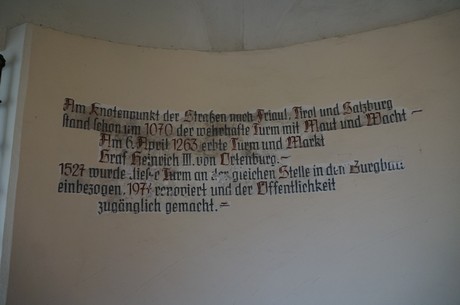 Am Knotenpunkt der Straßen nach Friaul, Tirol und Salzburg
stand schon um 1070 der wehrhafte Turm mit Maut und Wacht –
Am 6. April 1263 erbte Turm und Markt
Graf Heinrich III. von Ortenburg. –
1527 wurde dieser Turm an der gleichen Stelle in den Burgbau
einbezogen. 1974 renoviert und der Öffentlichkeit
zugänglich gemacht. –